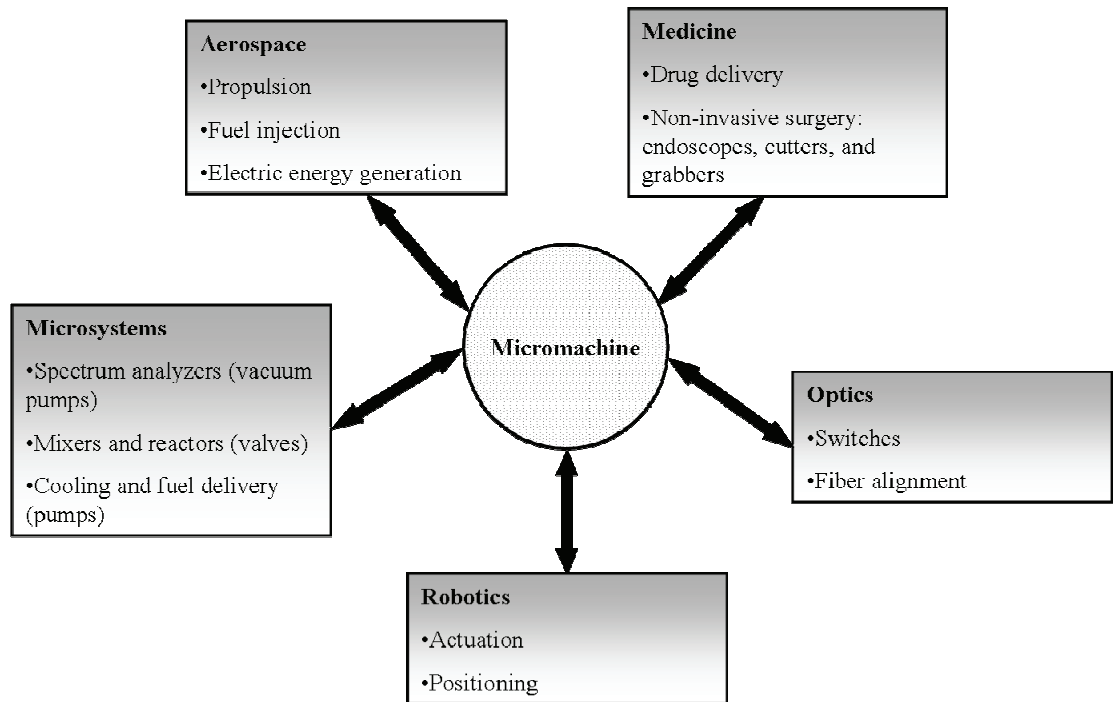 Aerospace
•Propulsion
•Fuel injection
•Electric energy generation
Medicine
•Drug delivery
•Non-invasive surgery:
endoscopes, cutters, and
grabbers
Micromachine
Microsystems
•Spectrum analyzers (vacuum
pumps)
•Mixers and reactors (valves)
•Cooling and fuel delivery
(pumps)
Optics
•Switches
•Fiber alignment
Robotics
•Actuation
•Positioning